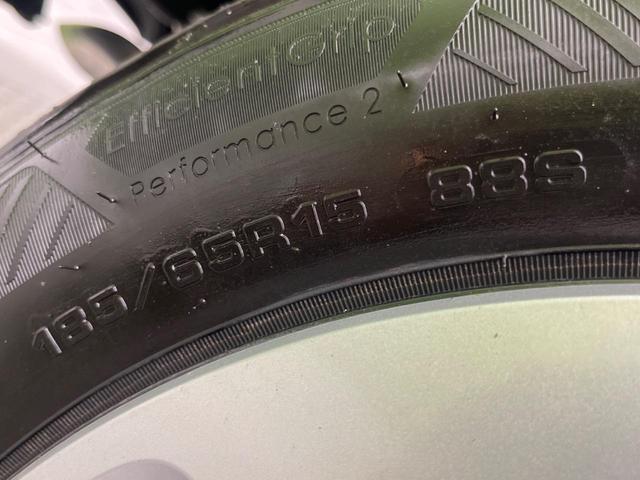 EfficientGrip
Performance 2
185/65R15 88S